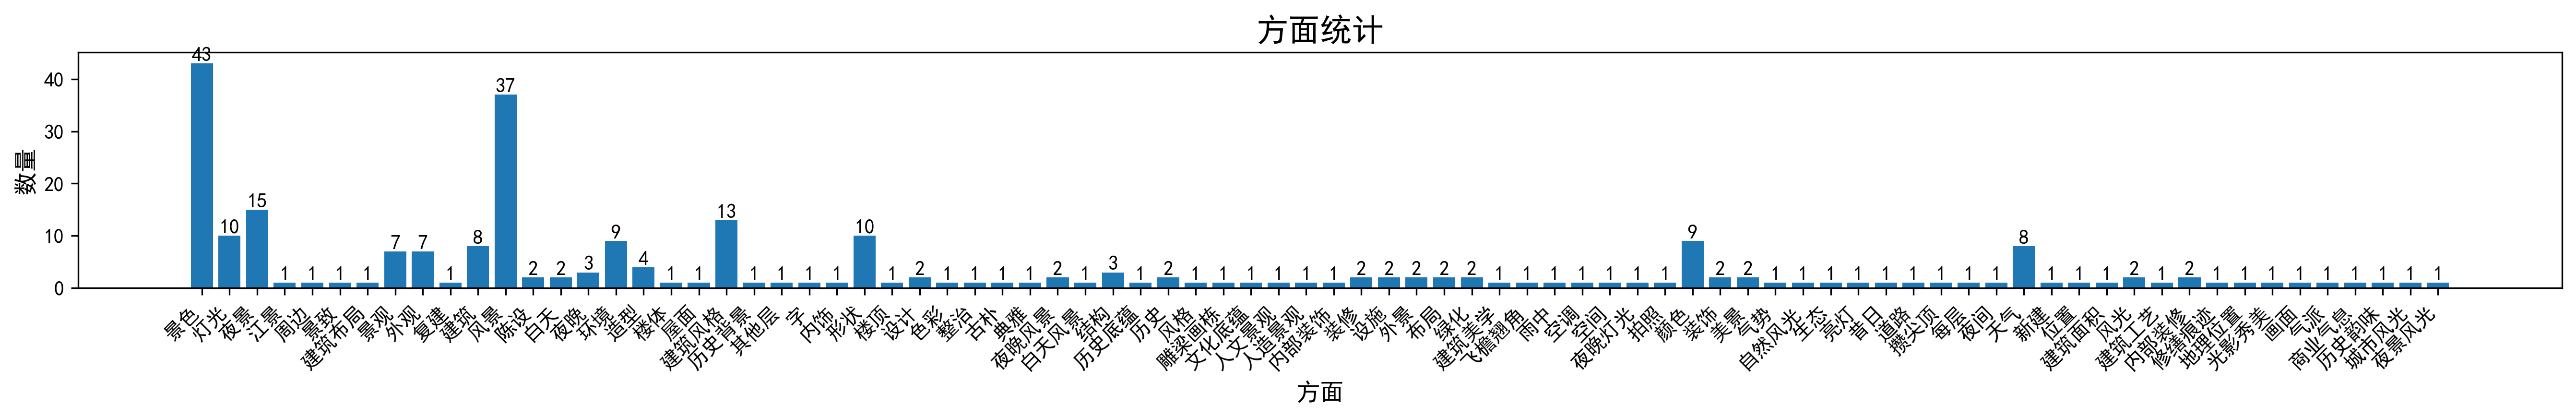 方面统计
数量
40
30
20
10
0
43 10 15 1 1 1 1 7 7 1 8 37 2 2 3 9 4 1 1 13 1 1 1 1 10 1 2 1 1 1 1 2 1 3 1 2 1 1 1 1 1 1 2 2 2 2 2 1 1 1 1 1 1 1 9 2 2 1 1 1 1 1 1 1 1 1 8 1 1 1 2 1 2 1 1 1 1 1 1 1 1 1
景色
灯光
夜景
江景
周边
景致
建筑布局
景观
外观
复建
建筑
风景
陈设
白天
夜晚
环境
造型
楼体
屋面
建筑风格
历史背景
其他层
字
内饰
形状
楼顶
设计
色彩
整治
古朴
典雅
夜晚风景
白天风景
结构
历史底蕴
历史
风格
雕梁画栋
文化底蕴
人文景观
人造景观
内部装饰
装修
设施
外景
布局
绿化
建筑美学
飞檐翘角
雨中
空调
空间
夜晚灯光
拍照
颜色
装饰
美景
气势
自然风光
生态
亮灯
昔日
道路
攒尖顶
每层
夜间
天气
新建
位置
建筑面积
风光
建筑工艺
内部装修
修缮痕迹
地理位置
光影秀美
画面
气派
商业气息
历史韵味
城市风光
夜景风光
方面